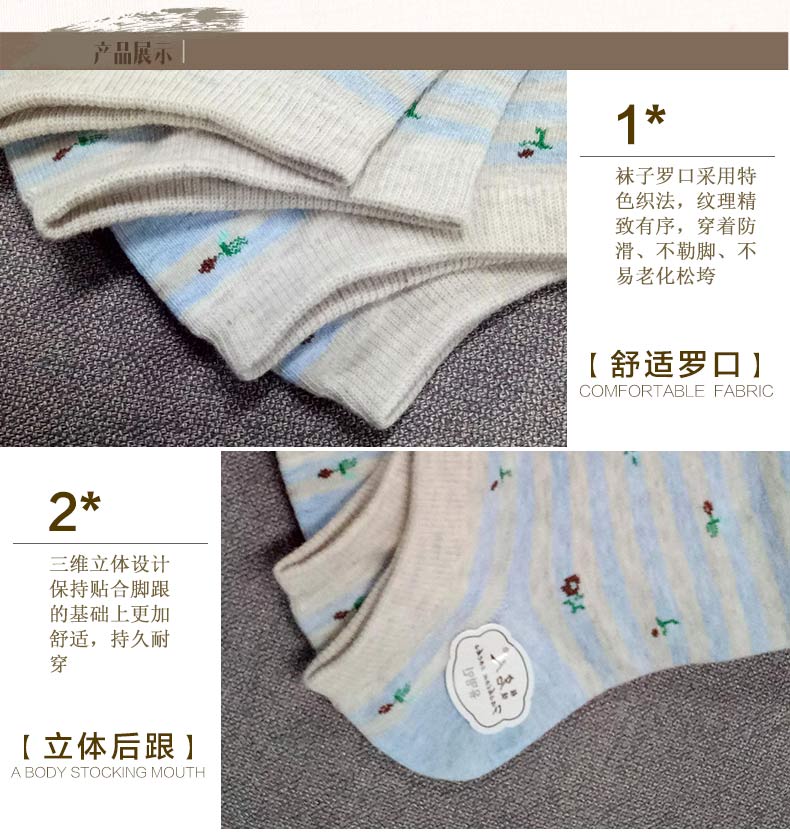 产品展示
1*
袜子罗口采用特
色织法，纹理精
致有序，穿着防
滑、不勒脚、不
易老化松垮
【舒适罗口】
COMFORTABLE FABRIC
2*
三维立体设计
保持贴合脚跟
的基础上更加
舒适，持久耐
穿
【立体后跟】
A BODY STOCKING MOUTH